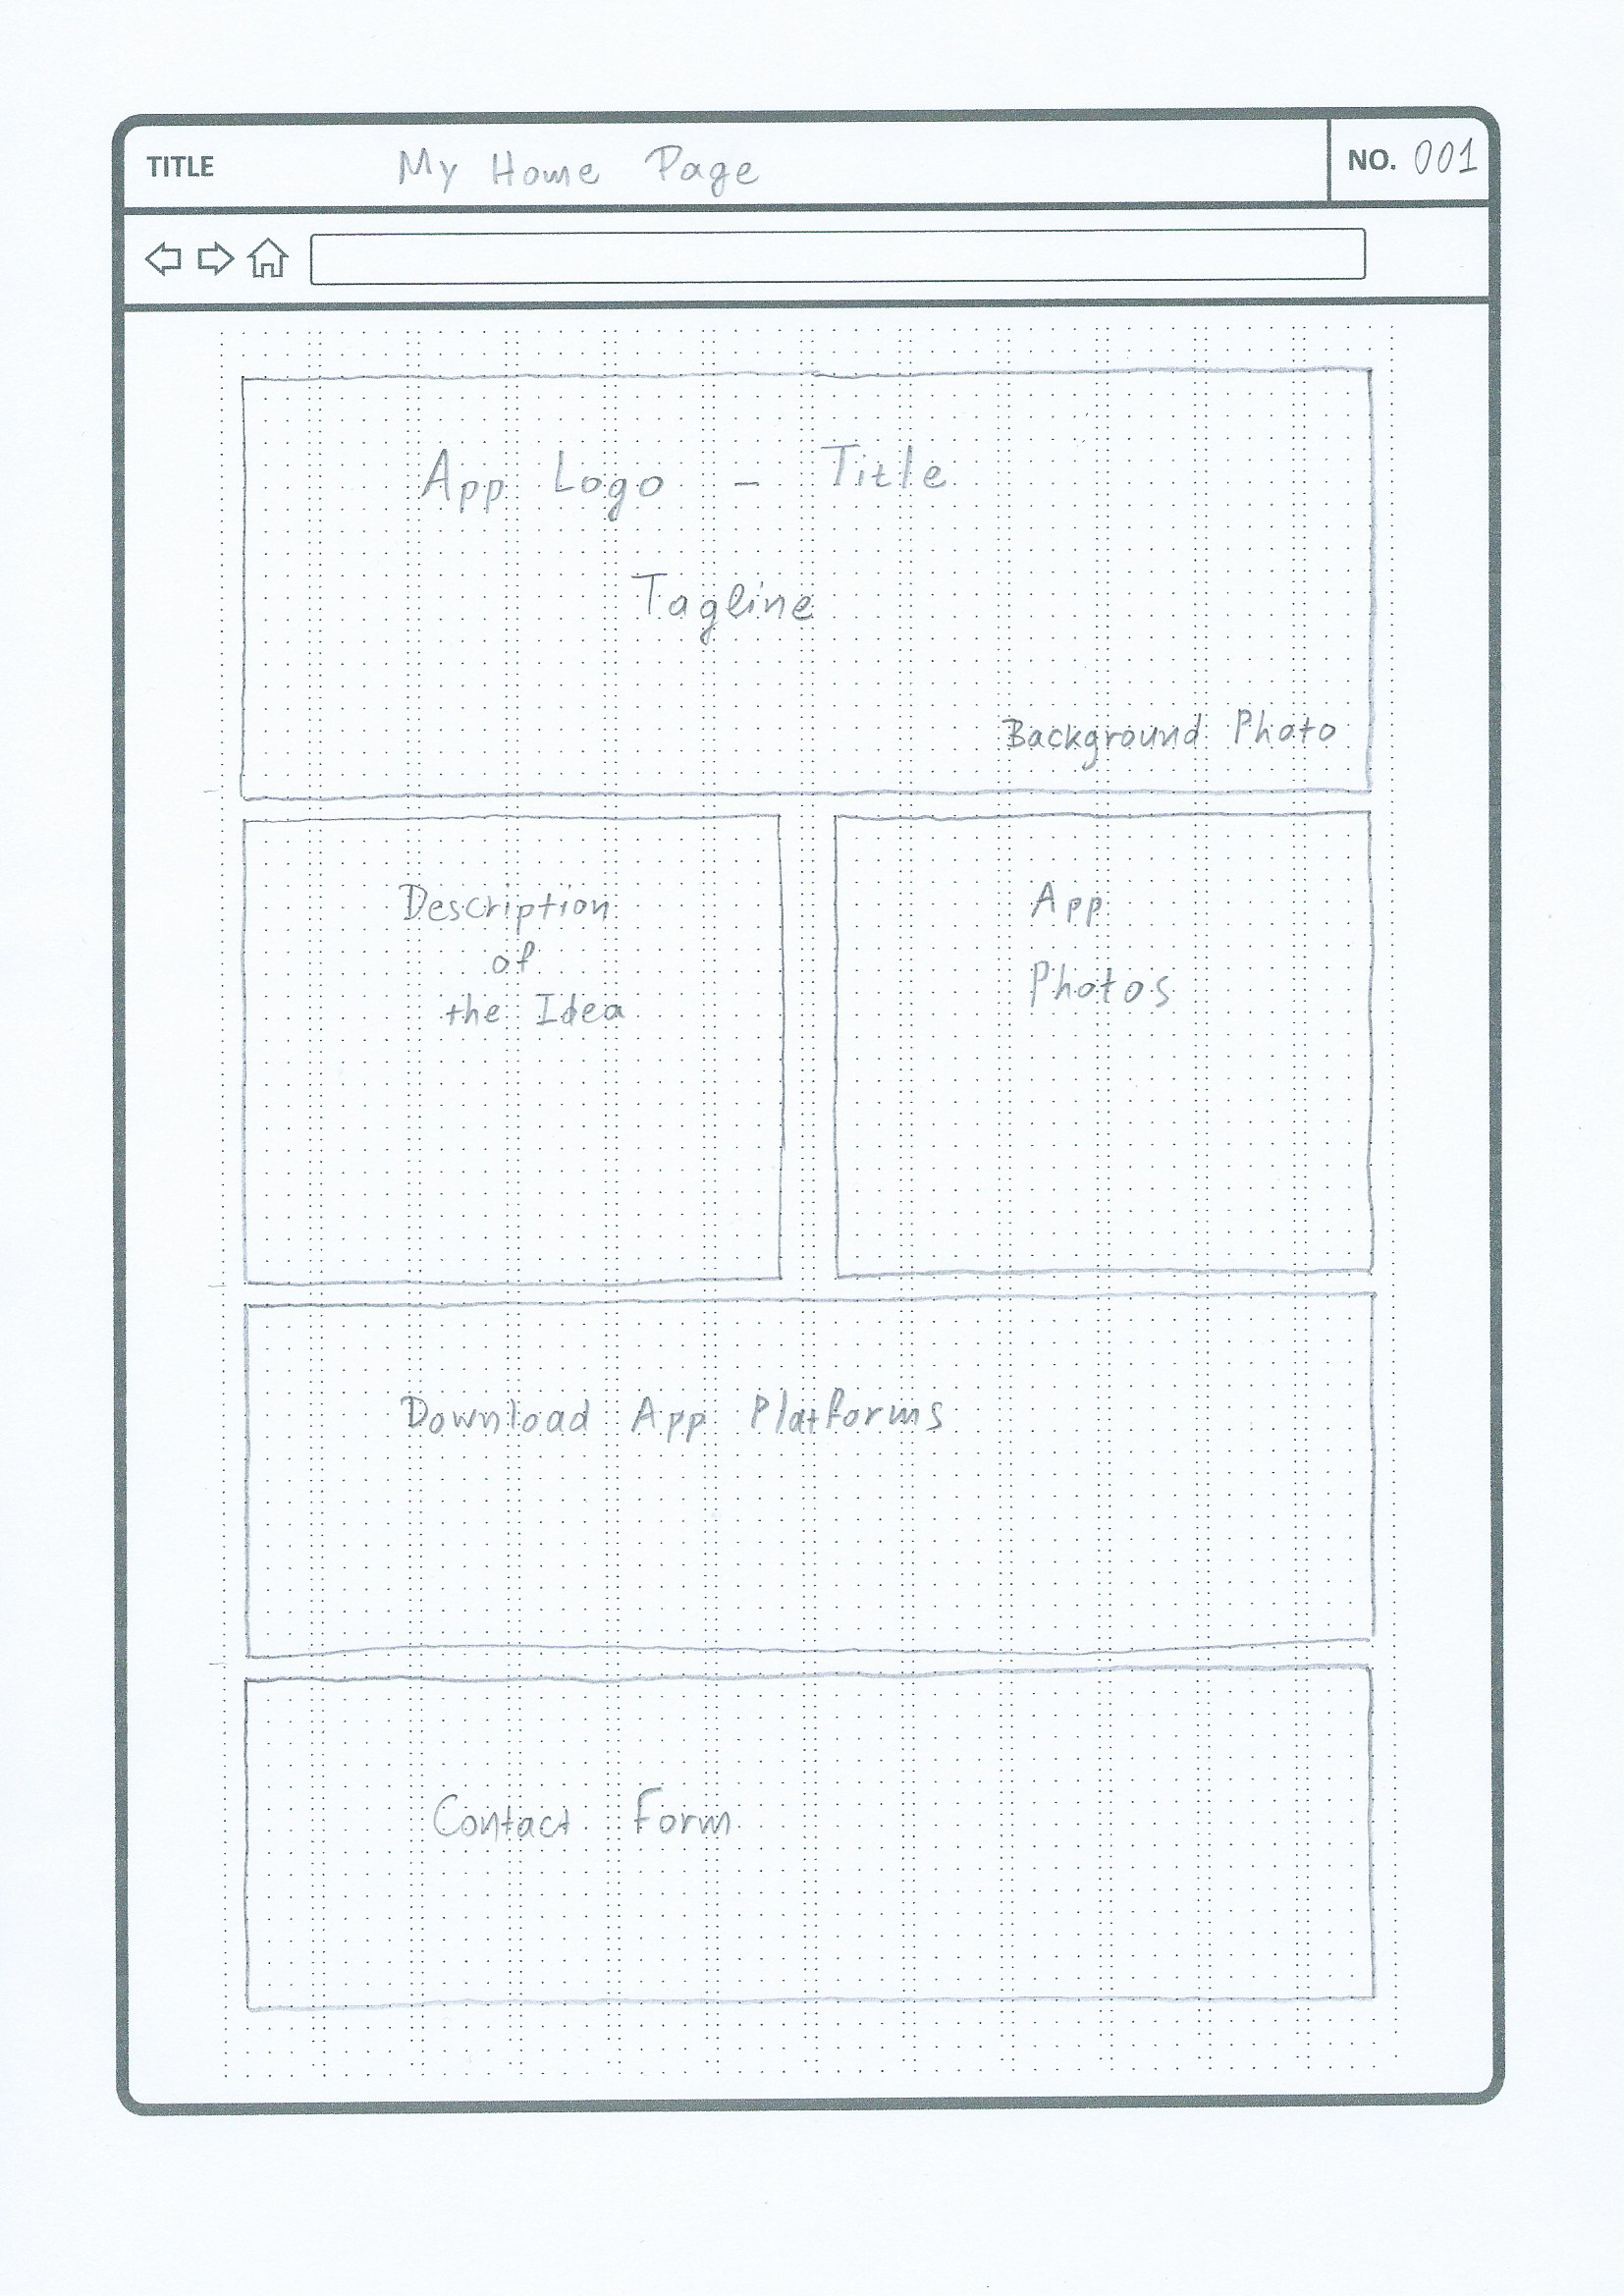 TITLE My Home Page NO. 001
App Logo - Title
Tagline
Background Photo
Description
of
the Idea
App
Photos
Download App Platforms
Contact Form